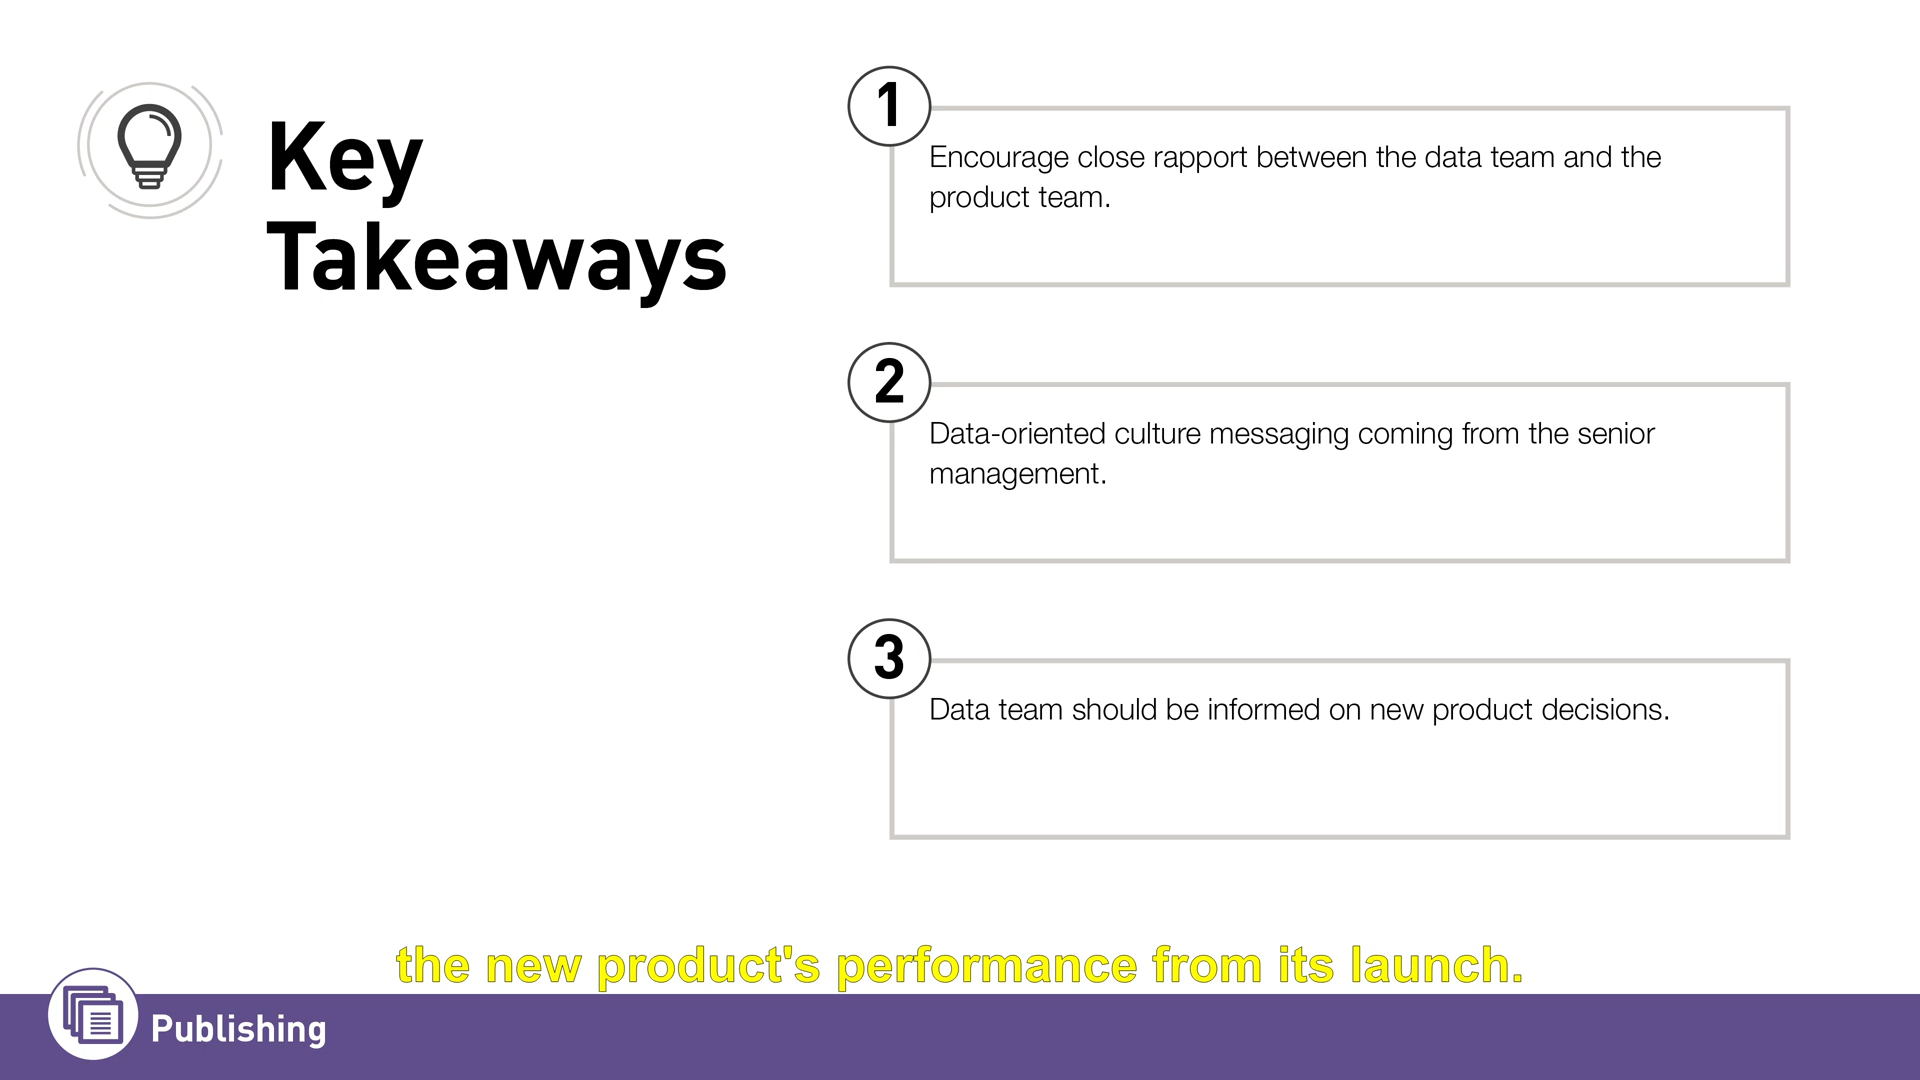 Key
Takeaways
1
Encourage close rapport between the data team and the
product team.
2
Data-oriented culture messaging coming from the senior
management.
3
Data team should be informed on new product decisions.
the new product's performance from its launch.
Publishing